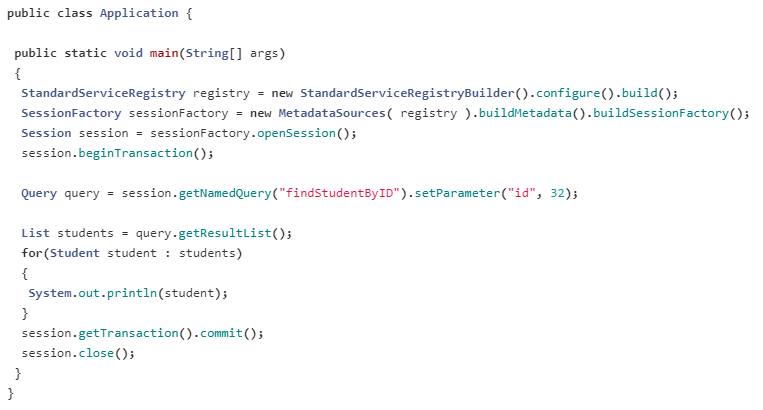 public class Application {
public static void main(String[] args)
{
StandardServiceRegistry registry = new StandardServiceRegistryBuilder().configure().build();
SessionFactory sessionFactory = new MetadataSources( registry ).buildMetadata().buildSessionFactory();
Session session = sessionFactory.openSession();
session.beginTransaction();
Query query = session.getNamedQuery("findStudentByID").setParameter("id", 32);
List students = query.getResultList();
for(Student student : students)
{
System.out.println(student);
}
session.getTransaction().commit();
session.close();
}
}